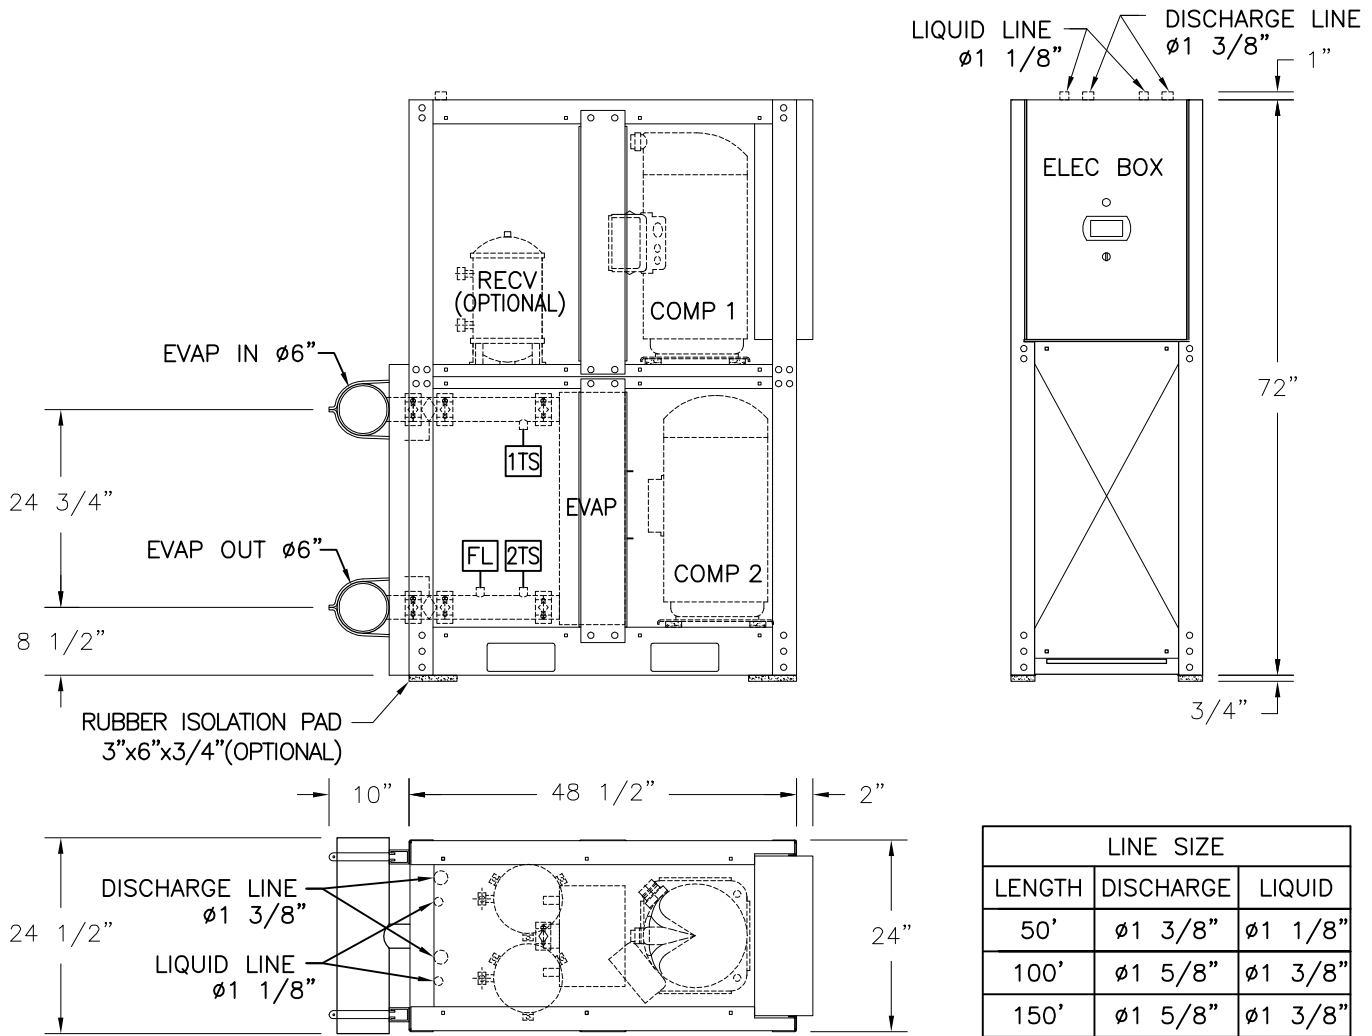 LIQUID LINE
ø1 1/8”
DISCHARGE LINE
ø1 3/8”
1”
ELEC BOX
RECV
(OPTIONAL)
COMP 1
EVAP IN ø6”
72”
1TS
24 3/4”
EVAP
EVAP OUT ø6”
FL
2TS
COMP 2
8 1/2”
RUBBER ISOLATION PAD
3”x6”x3/4”(OPTIONAL)
3/4”
10”
48 1/2”
2”
DISCHARGE LINE
ø1 3/8”
24 1/2”
LIQUID LINE
ø1 1/8”
24”
LINE SIZE
LENGTH DISCHARGE LIQUID
50’ ø1 3/8” ø1 1/8”
100’ ø1 5/8” ø1 3/8”
150’ ø1 5/8” ø1 3/8”